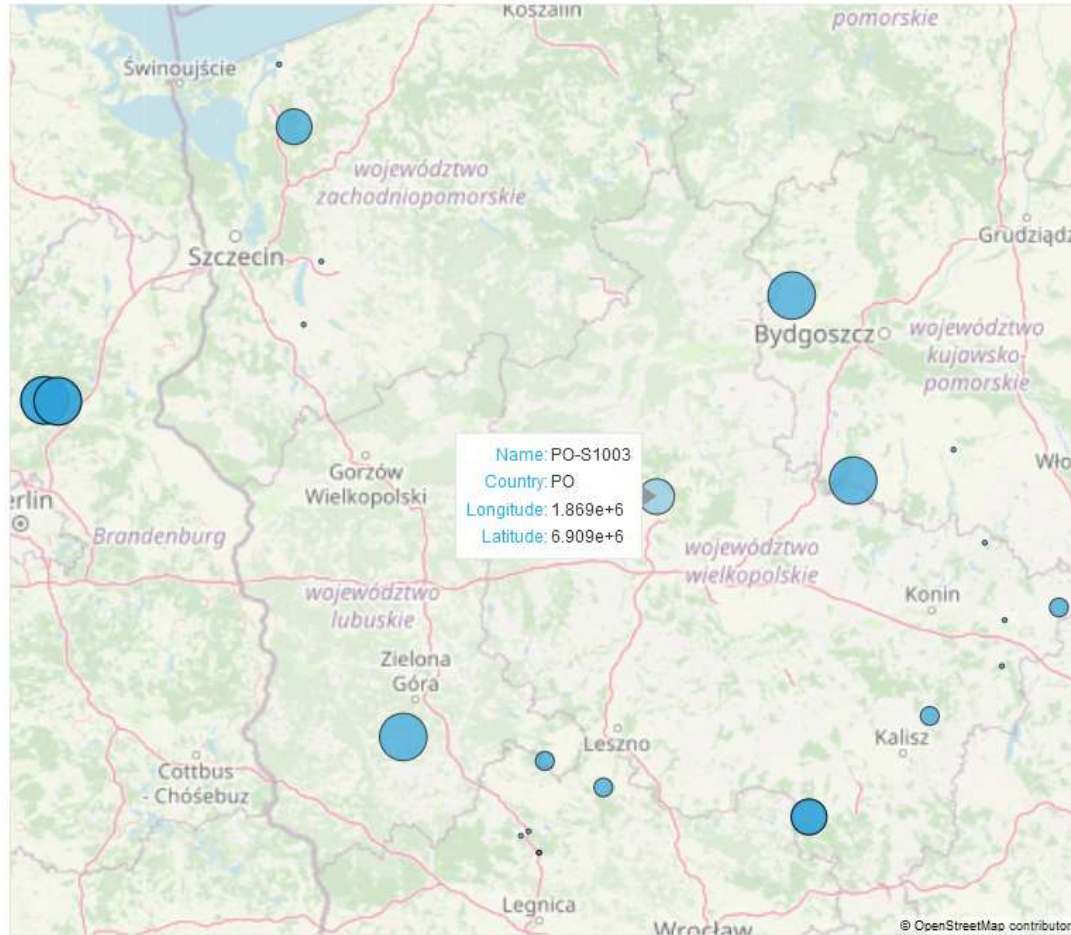 Koszalin
pomorskie
Świnoujście
województwo
zachodniopomorskie
Grudziądz
Szczecin
Bydgoszcz
województwo
kujawsko-
pomorskie
Gorzów
Wielkopolski
Name: PO-S1003
Country: PO
Longitude: 1.869e+6
Latitude: 6.909e+6
Wło
erlin
Brandenburg
województwo
wielkopolskie
województwo
lubuskie
Konin
Zielona
Góra
Leszno
Kalisz
Cottbus
- Chóśebuz
Legnica
Wrocław
© OpenStreetMap contributor